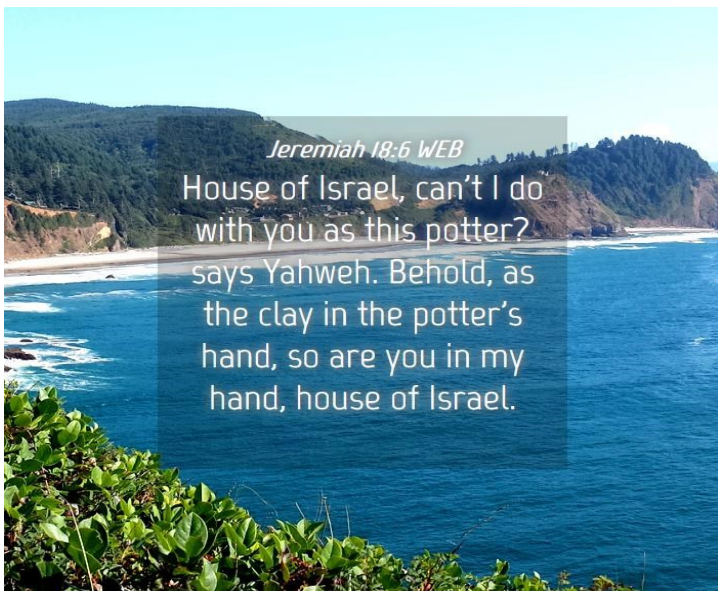 Jeremiah 18:6 WEB
House of Israel, can't I do
with you as this potter?
says Yahweh. Behold, as
the clay in the potter's
hand, so are you in my
hand, house of Israel.